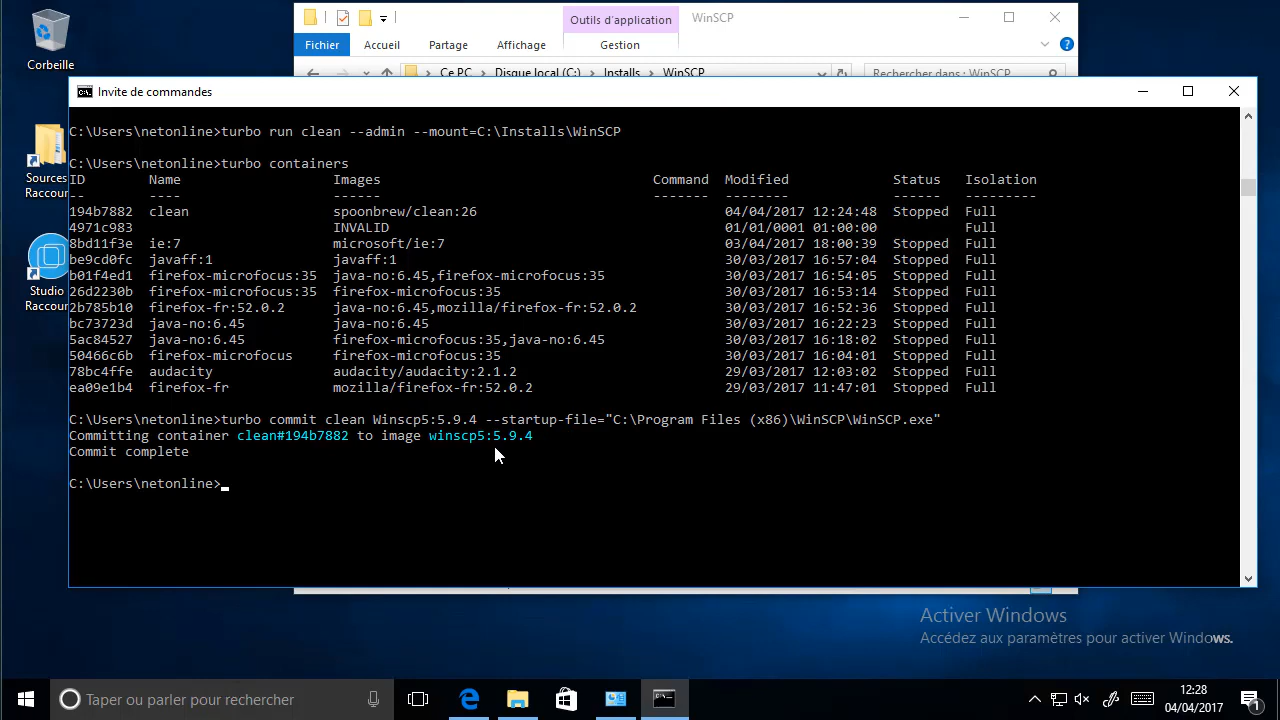 Corbeille
Sources
Raccour
Studio
Raccour
Outils d'application
WinSCP
Fichier
Accueil
Partage
Affichage
Gestion
Ce PC > Disque local (C:) > Installs > WinSCP
Rechercher dans : WinSCP
Invite de commandes
C:\Users\netonline>turbo run clean --admin --mount=C:\Installs\WinSCP
C:\Users\netonline>turbo containers
ID Name Images Command Modified Status Isolation
-- ---- ------ ------- -------- ------ ---------
194b7882 clean spoonbrew/clean:26 04/04/2017 12:24:48 Stopped Full
4971c983 INVALID 01/01/0001 01:00:00 Full
8bd11f3e ie:7 microsoft/ie:7 03/04/2017 18:00:39 Stopped Full
be9cd0fc javaff:1 javaff:1 30/03/2017 16:57:04 Stopped Full
b01f4ed1 firefox-microfocus:35 java-no:6.45,firefox-microfocus:35 30/03/2017 16:54:05 Stopped Full
26d2230b firefox-microfocus:35 firefox-microfocus:35 30/03/2017 16:53:14 Stopped Full
2b785b10 firefox-fr:52.0.2 java-no:6.45,mozilla/firefox-fr:52.0.2 30/03/2017 16:52:36 Stopped Full
bc73723d java-no:6.45 java-no:6.45 30/03/2017 16:22:23 Stopped Full
5ac84527 java-no:6.45 firefox-microfocus:35,java-no:6.45 30/03/2017 16:18:02 Stopped Full
50466c6b firefox-microfocus firefox-microfocus:35 30/03/2017 16:04:01 Stopped Full
78bc4ffe audacity audacity/audacity:2.1.2 29/03/2017 12:03:02 Stopped Full
ea09e1b4 firefox-fr mozilla/firefox-fr:52.0.2 29/03/2017 11:47:01 Stopped Full
C:\Users\netonline>turbo commit clean Winscp5:5.9.4 --startup-file="C:\Program Files (x86)\WinSCP\WinSCP.exe"
Committing container clean#194b7882 to image winscp5:5.9.4
Commit complete
C:\Users\netonline>
Activer Windows
Accédez aux paramètres pour activer Windows.
Taper ou parler pour rechercher
12:28
04/04/2017
1